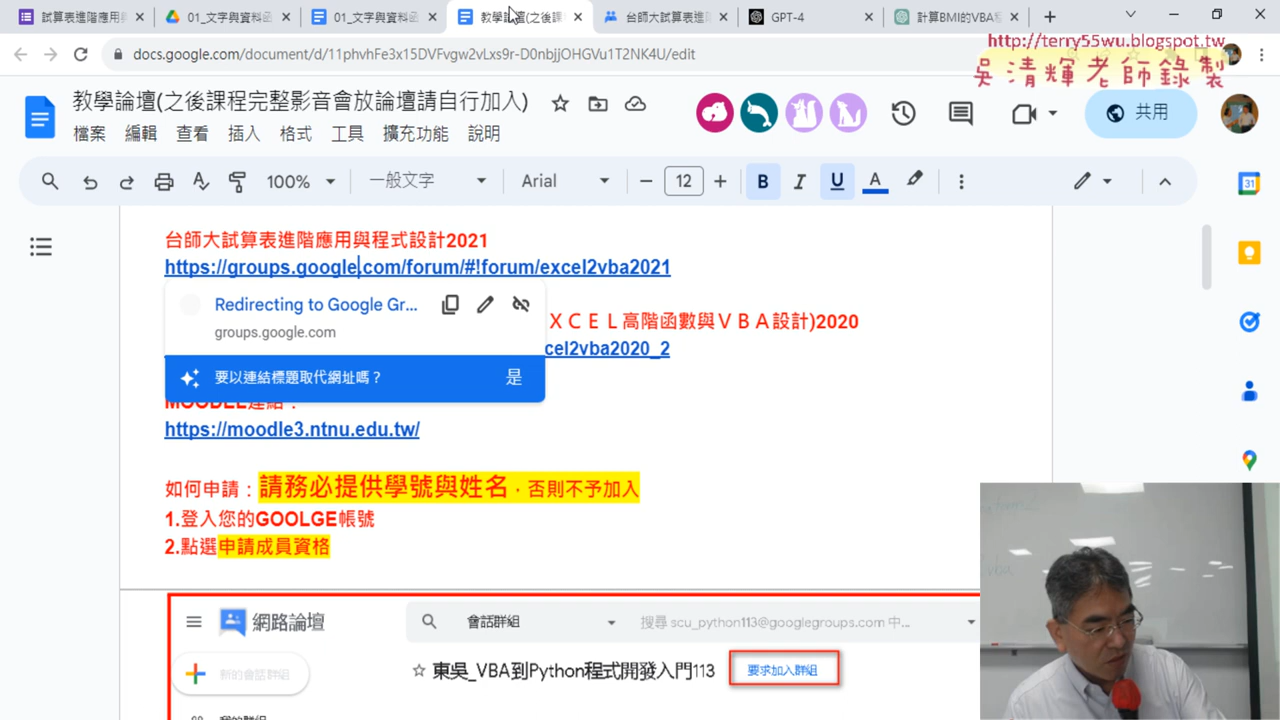 試算表進階應用與
01_文字與資料函
01_文字與資料函
教學論壇(之後課
台師大試算表進階
GPT-4
計算BMI的VBA程
docs.google.com/document/d/11phvhFe3x15DVFvgw2vLxs9r-D0nbjjOHGVu1T2NK4U/edit
http://terry55wu.blogspot.tw
吳清輝老師錄製
教學論壇(之後課程完整影音會放論壇請自行加入)
共用
檔案 編輯 查看 插入 格式 工具 擴充功能 說明
100% 一般文字 Arial 12 B I U A
31
台師大試算表進階應用與程式設計2021
https://groups.google.com/forum/#!forum/excel2vba2021
Redirecting to Google Gr...
groups.google.com
ＸＣＥＬ高階函數與ＶＢＡ設計)2020
cel2vba2020_2
要以連結標題取代網址嗎？ 是
MOODLE連結：
https://moodle3.ntnu.edu.tw/
如何申請：請務必提供學號與姓名，否則不予加入
1.登入您的GOOLGE帳號
2.點選申請成員資格
網路論壇
會話群組
搜尋 scu_python113@googlegroups.com 中...
新的會話群組
東吳_VBA到Python程式開發入門113
要求加入群組
我的群組